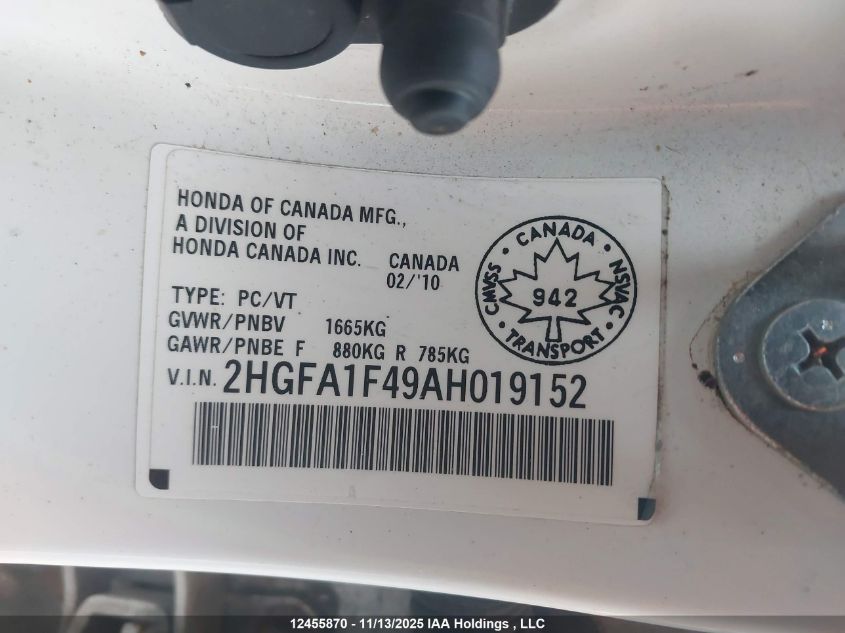 HONDA OF CANADA MFG.,
A DIVISION OF
HONDA CANADA INC. CANADA
02/'10
TYPE: PC/VT
GVWR/PNBV 1665KG
GAWR/PNBE F 880KG R 785KG
V.I.N. 2HGFA1F49AH019152
CANADA
CMVSS 942 NSVAC
TRANSPORT
12455870 - 11/13/2025 IAA Holdings , LLC